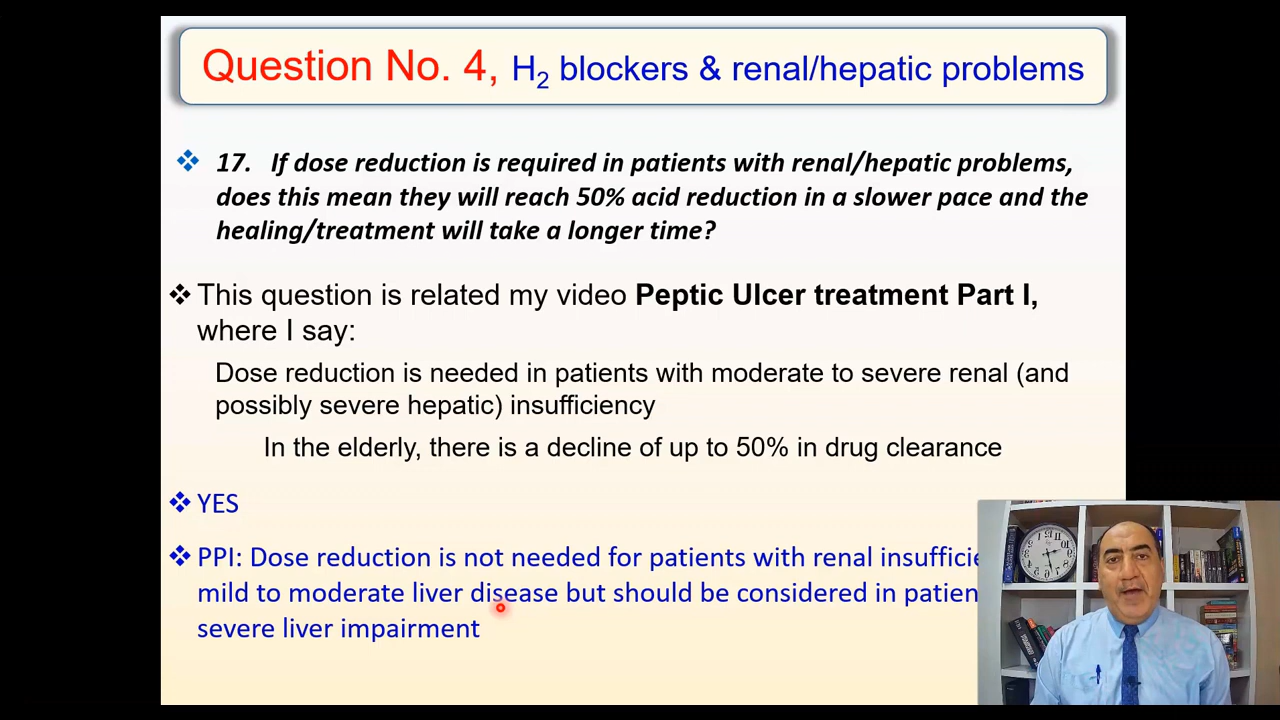 Question No. 4, H2 blockers & renal/hepatic problems
17. If dose reduction is required in patients with renal/hepatic problems,
does this mean they will reach 50% acid reduction in a slower pace and the
healing/treatment will take a longer time?
This question is related my video Peptic Ulcer treatment Part I,
where I say:
Dose reduction is needed in patients with moderate to severe renal (and
possibly severe hepatic) insufficiency
In the elderly, there is a decline of up to 50% in drug clearance
YES
PPI: Dose reduction is not needed for patients with renal
mild to moderate liver disease but should be considered in
severe liver impairment